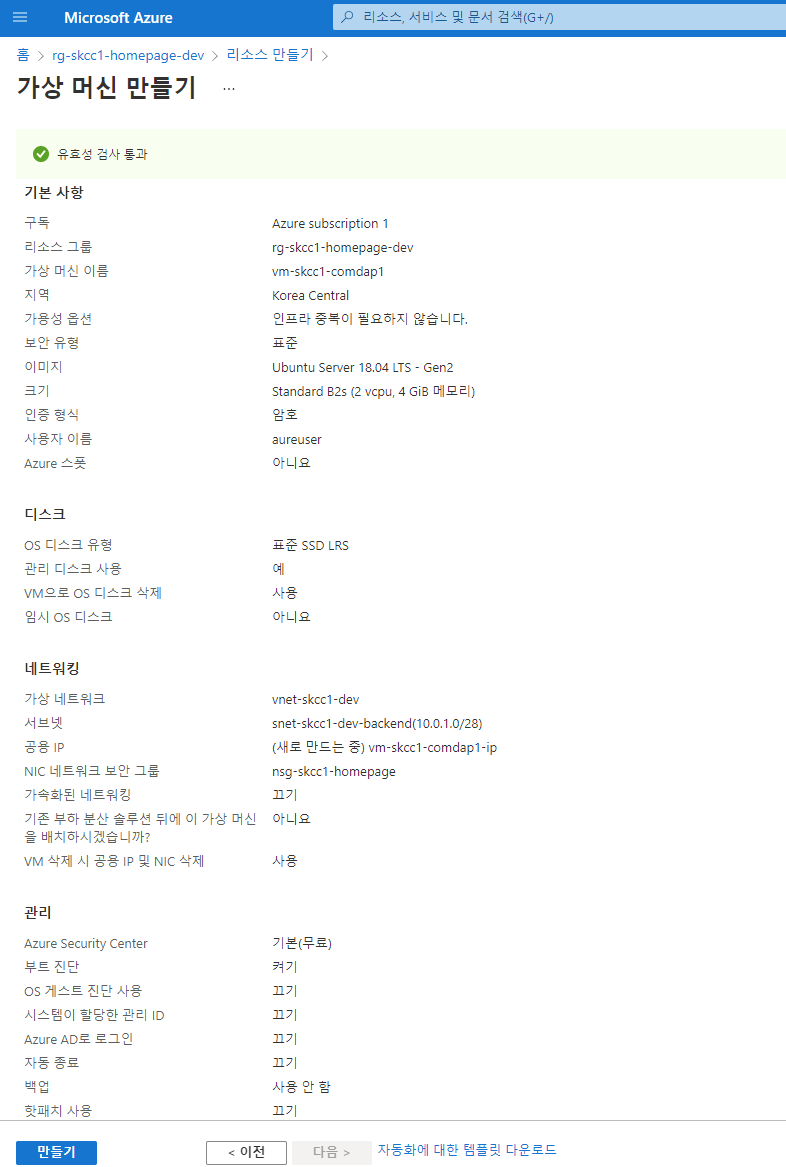 Microsoft Azure
리소스, 서비스 및 문서 검색(G+/)
홈 > rg-skcc1-homepage-dev > 리소스 만들기 >
가상 머신 만들기 ...
유효성 검사 통과
기본 사항
구독 Azure subscription 1
리소스 그룹 rg-skcc1-homepage-dev
가상 머신 이름 vm-skcc1-comdap1
지역 Korea Central
가용성 옵션 인프라 중복이 필요하지 않습니다.
보안 유형 표준
이미지 Ubuntu Server 18.04 LTS - Gen2
크기 Standard B2s (2 vcpu, 4 GiB 메모리)
인증 형식 암호
사용자 이름 aureuser
Azure 스폿 아니요
디스크
OS 디스크 유형 표준 SSD LRS
관리 디스크 사용 예
VM으로 OS 디스크 삭제 사용
임시 OS 디스크 아니요
네트워킹
가상 네트워크 vnet-skcc1-dev
서브넷 snet-skcc1-dev-backend(10.0.1.0/28)
공용 IP (새로 만드는 중) vm-skcc1-comdap1-ip
NIC 네트워크 보안 그룹 nsg-skcc1-homepage
가속화된 네트워킹 끄기
기존 부하 분산 솔루션 뒤에 이 가상 머신 아니요
을 배치하시겠습니까?
VM 삭제 시 공용 IP 및 NIC 삭제 사용
관리
Azure Security Center 기본(무료)
부트 진단 켜기
OS 게스트 진단 사용 끄기
시스템이 할당한 관리 ID 끄기
Azure AD로 로그인 끄기
자동 종료 끄기
백업 사용 안 함
핫패치 사용 끄기
만들기 < 이전 다음 > 자동화에 대한 템플릿 다운로드